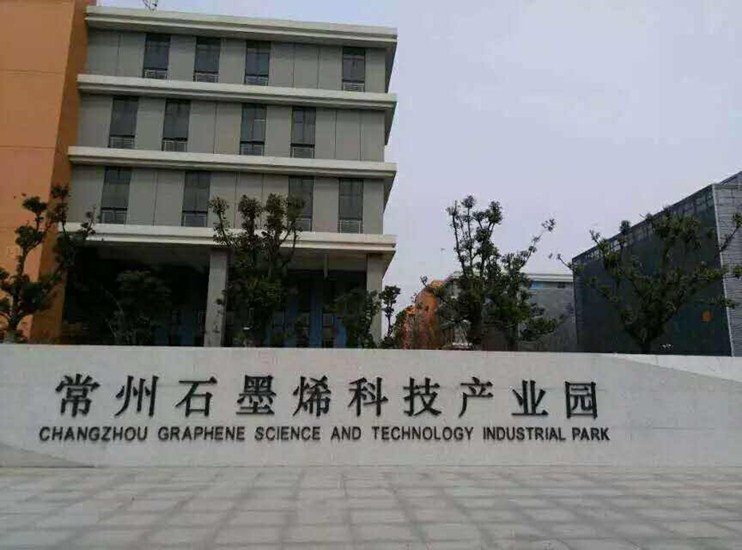 常州石墨烯科技产业园
CHANGZHOU GRAPHENE SCIENCE AND TECHNOLOGY INDUSTRIAL PARK